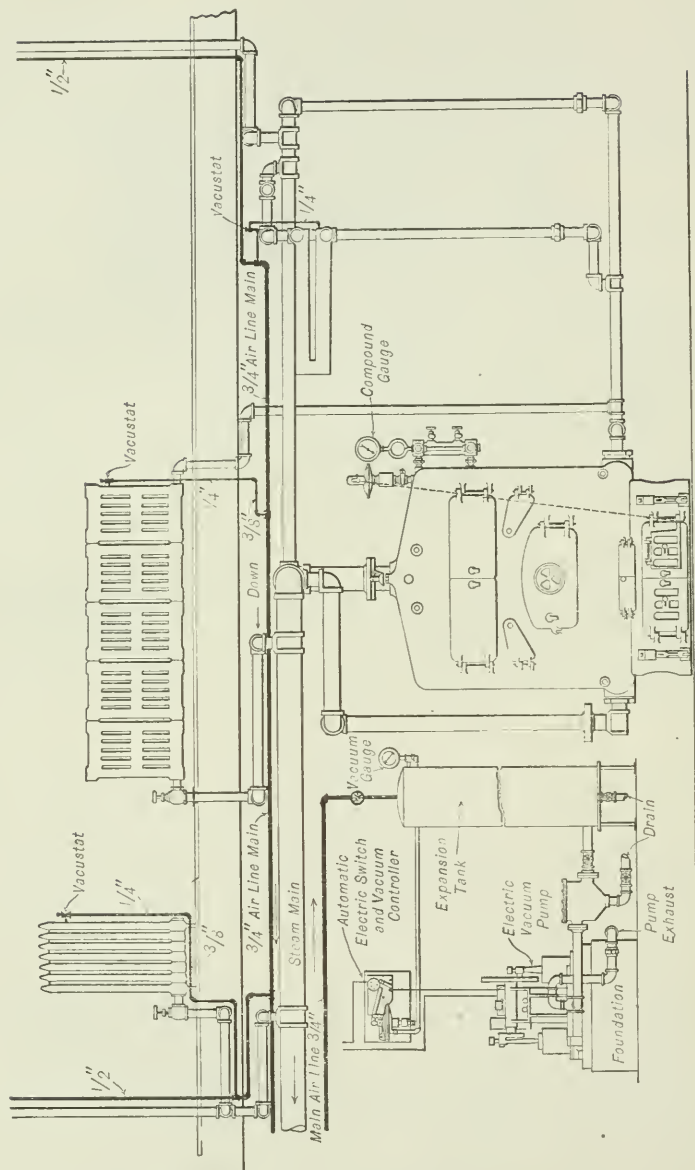 1/2"
Vacustat
1/4"
3/4" Air Line Main
Compound
Gauge
Vacustat
1/4"
3/8"
Down
Vacuum
Gauge
Vacustat
1/4"
3/8"
3/4" Air Line Main
Steam Main
Main Air Line 3/4"
1/2"
Automatic
Electric Switch
and Vacuum
Controller
Expansion
Tank
Drain
Electric
Vacuum
Pump
Pump
Exhaust
Foundation